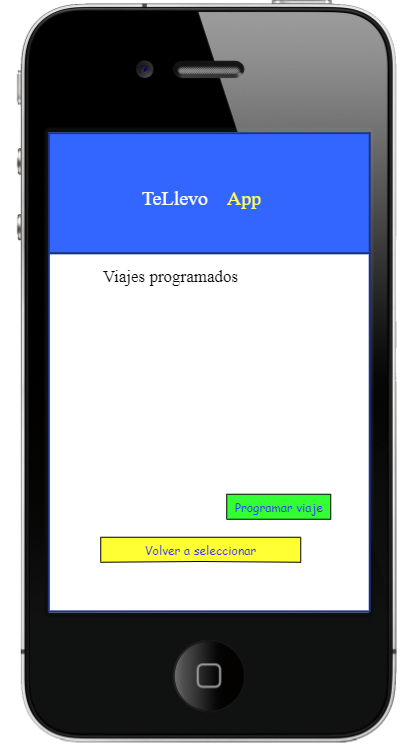 TeLlevo App
Viajes programados
Programar viaje
Volver a seleccionar